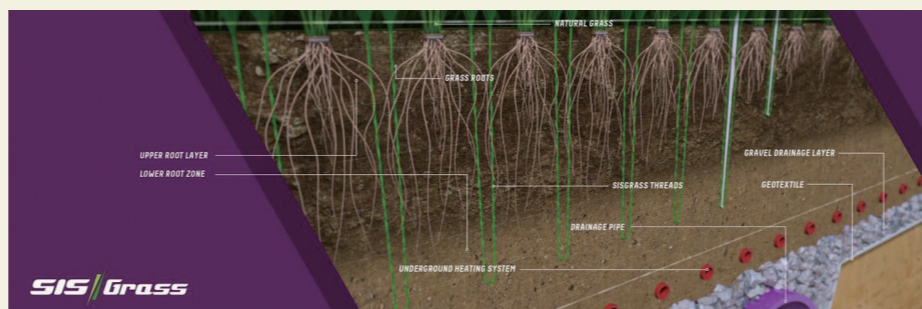 NATURAL GRASS
GRASS ROOTS
UPPER ROOT LAYER
GRAVEL DRAINAGE LAYER
LOWER ROOT ZONE
SISGRASS THREADS
GEOTEXTILE
DRAINAGE PIPE
UNDERGROUND HEATING SYSTEM
SIS/Grass